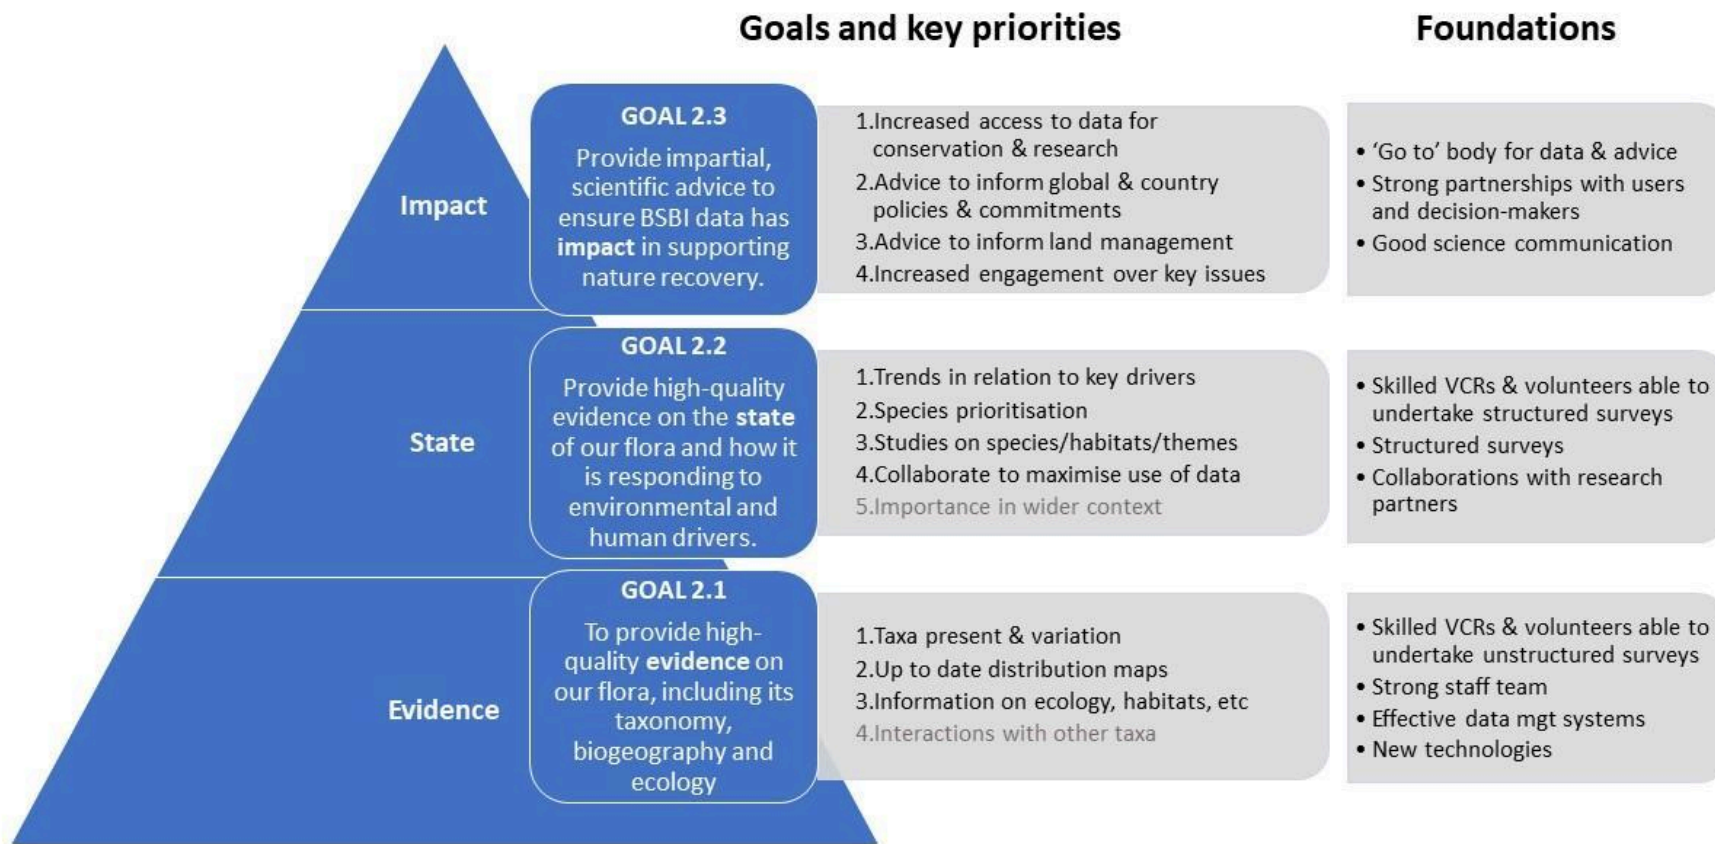 Goals and key priorities
Foundations
Impact
GOAL 2.3
Provide impartial,
scientific advice to
ensure BSBI data has
impact in supporting
nature recovery.
1.Increased access to data for
conservation & research
2.Advice to inform global & country
policies & commitments
3.Advice to inform land management
4.Increased engagement over key issues
• ‘Go to’ body for data & advice
• Strong partnerships with users
and decision-makers
• Good science communication
State
GOAL 2.2
Provide high-quality
evidence on the state
of our flora and how it
is responding to
environmental and
human drivers.
1.Trends in relation to key drivers
2.Species prioritisation
3.Studies on species/habitats/themes
4.Collaborate to maximise use of data
5.Importance in wider context
• Skilled VCRs & volunteers able to
undertake structured surveys
• Structured surveys
• Collaborations with research
partners
Evidence
GOAL 2.1
To provide high-
quality evidence on
our flora, including its
taxonomy,
biogeography and
ecology
1.Taxa present & variation
2.Up to date distribution maps
3.Information on ecology, habitats, etc
4.Interactions with other taxa
• Skilled VCRs & volunteers able to
undertake unstructured surveys
• Strong staff team
• Effective data mgt systems
• New technologies